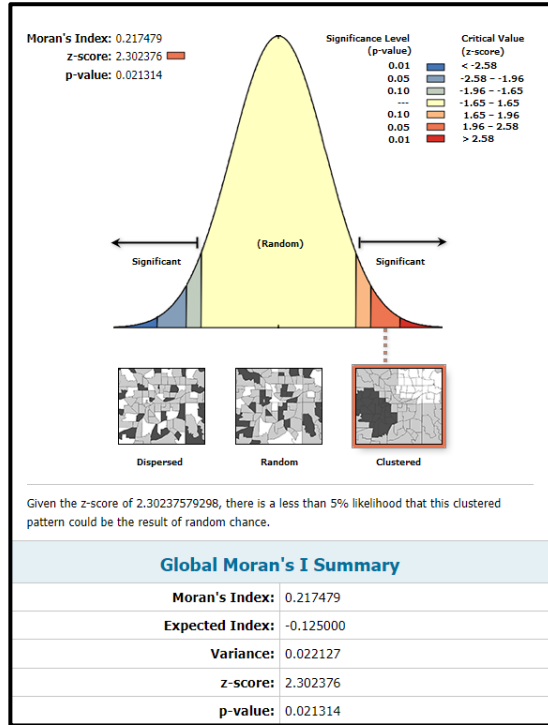 Moran's Index: 0.217479
z-score: 2.302376
p-value: 0.021314
Significance Level Critical Value
(p-value) (z-score)
0.01 < -2.58
0.05 -2.58 – -1.96
0.10 -1.96 – -1.65
--- -1.65 – 1.65
0.10 1.65 – 1.96
0.05 1.96 – 2.58
0.01 > 2.58
Significant (Random) Significant
Dispersed Random Clustered
Given the z-score of 2.30237579298, there is a less than 5% likelihood that this clustered
pattern could be the result of random chance.
Global Moran's I Summary
Moran's Index: 0.217479
Expected Index: -0.125000
Variance: 0.022127
z-score: 2.302376
p-value: 0.021314